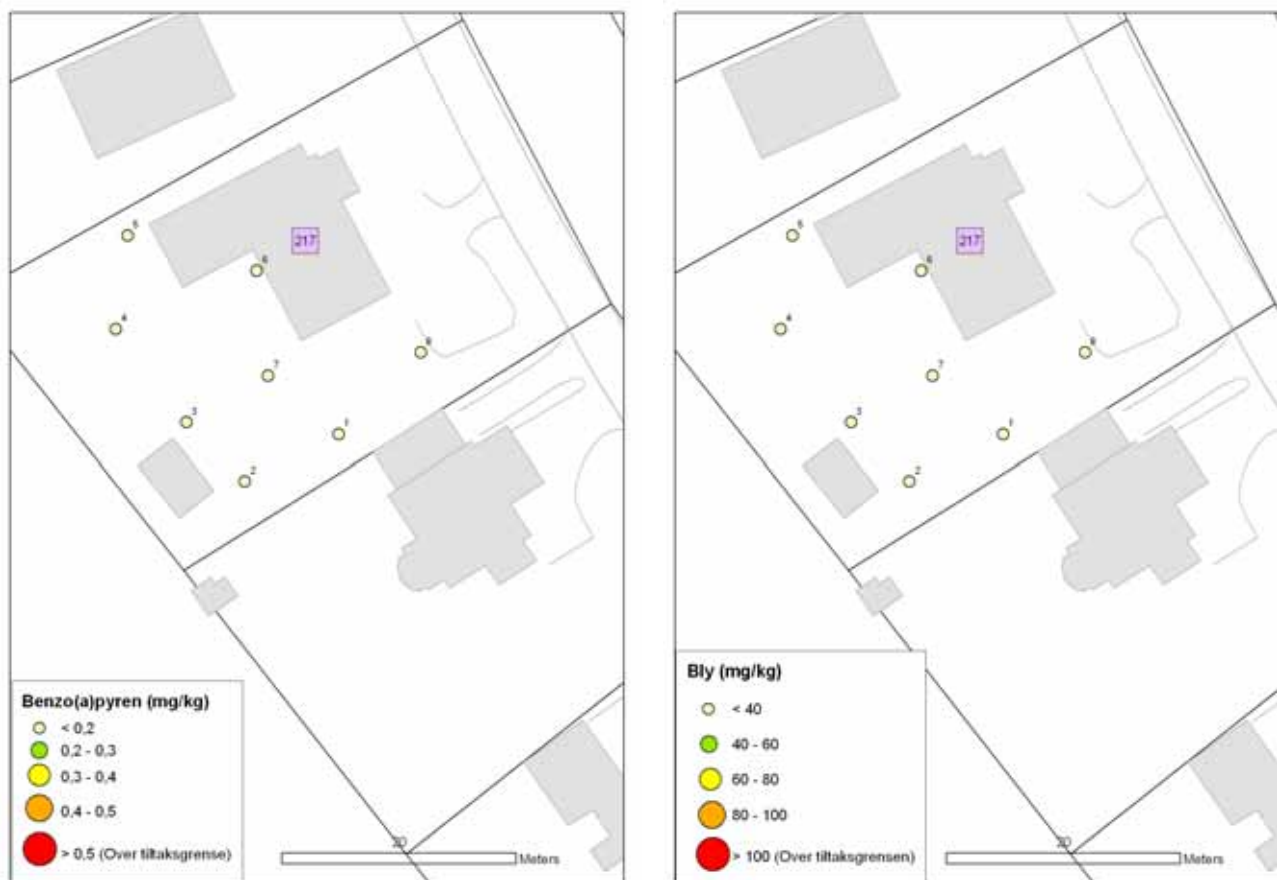 5
217
6
4
8
7
3
1
2
Benzo(a)pyren (mg/kg)
< 0,2
0,2 - 0,3
0,3 - 0,4
0,4 - 0,5
> 0,5 (Over tiltaksgrense)
20
Meters
5
217
6
4
8
7
3
1
2
Bly (mg/kg)
< 40
40 - 60
60 - 80
80 - 100
> 100 (Over tiltaksgrensen)
20
Meters